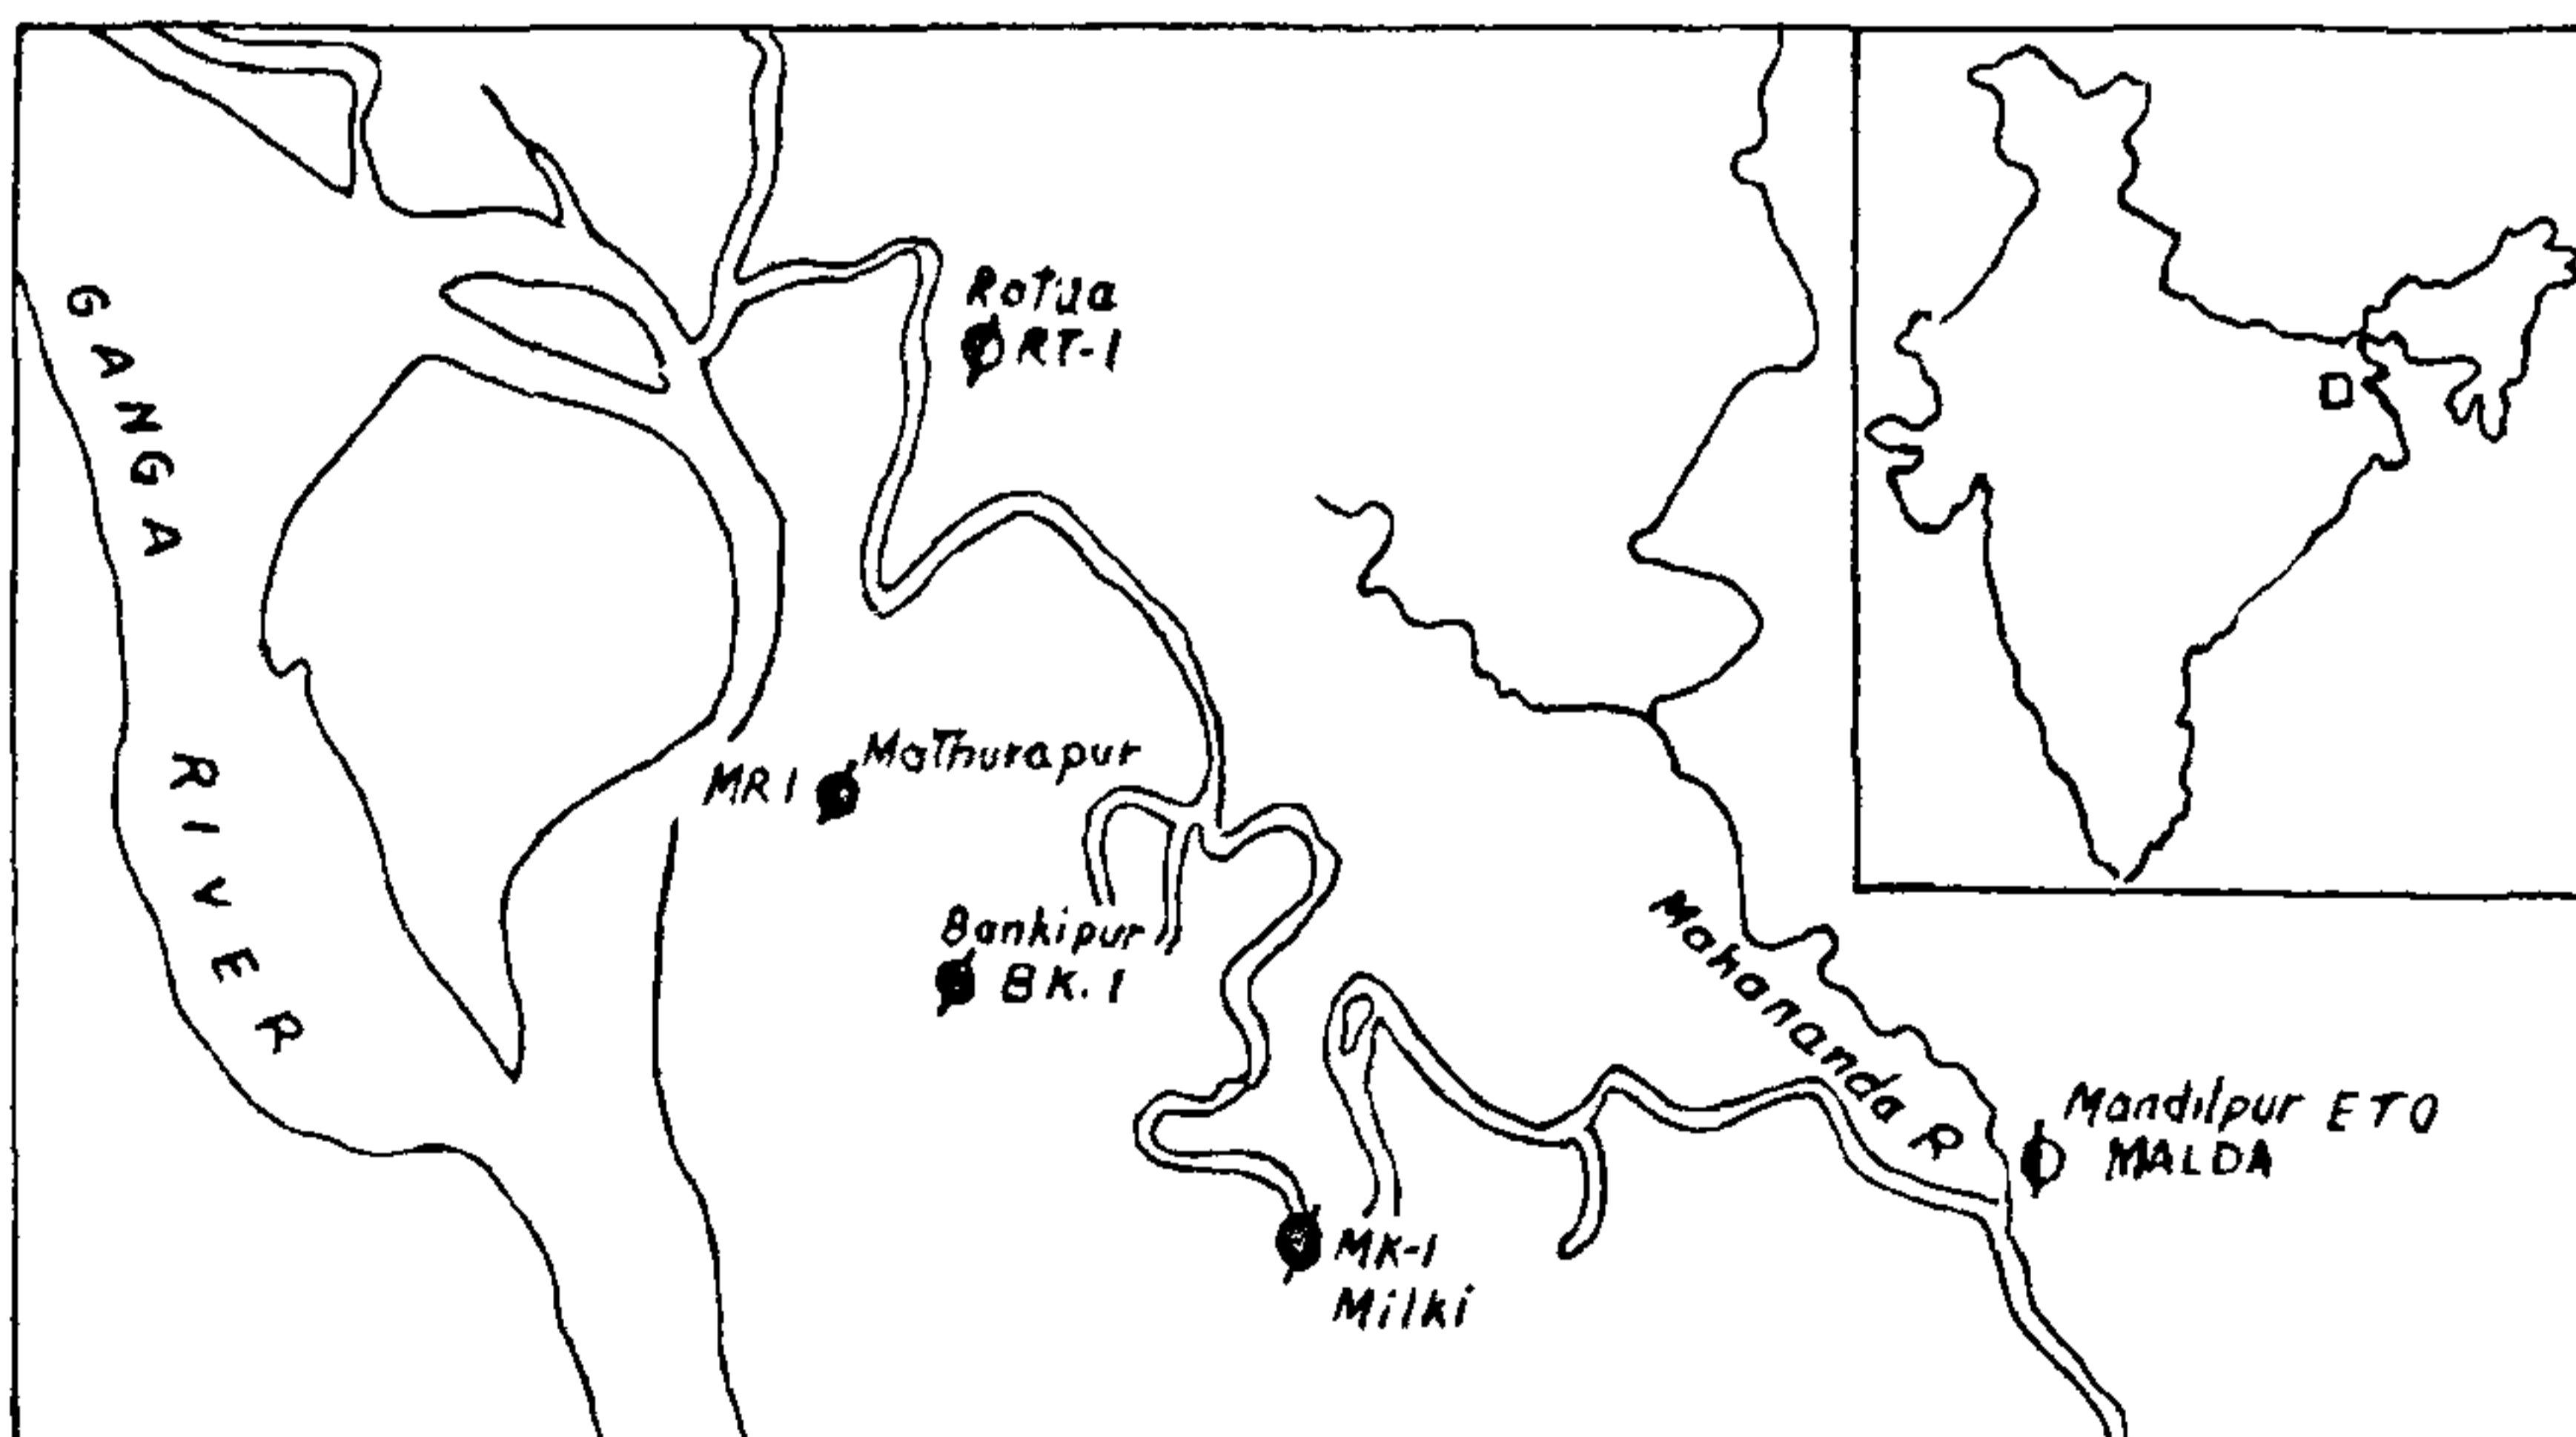 GANGA RIVER
Rotua
RT-1
MR1 Mathurapur
Bankipur
BK.1
Mahananda R
MK-1
Milki
Mandilpur ETO
MALDA